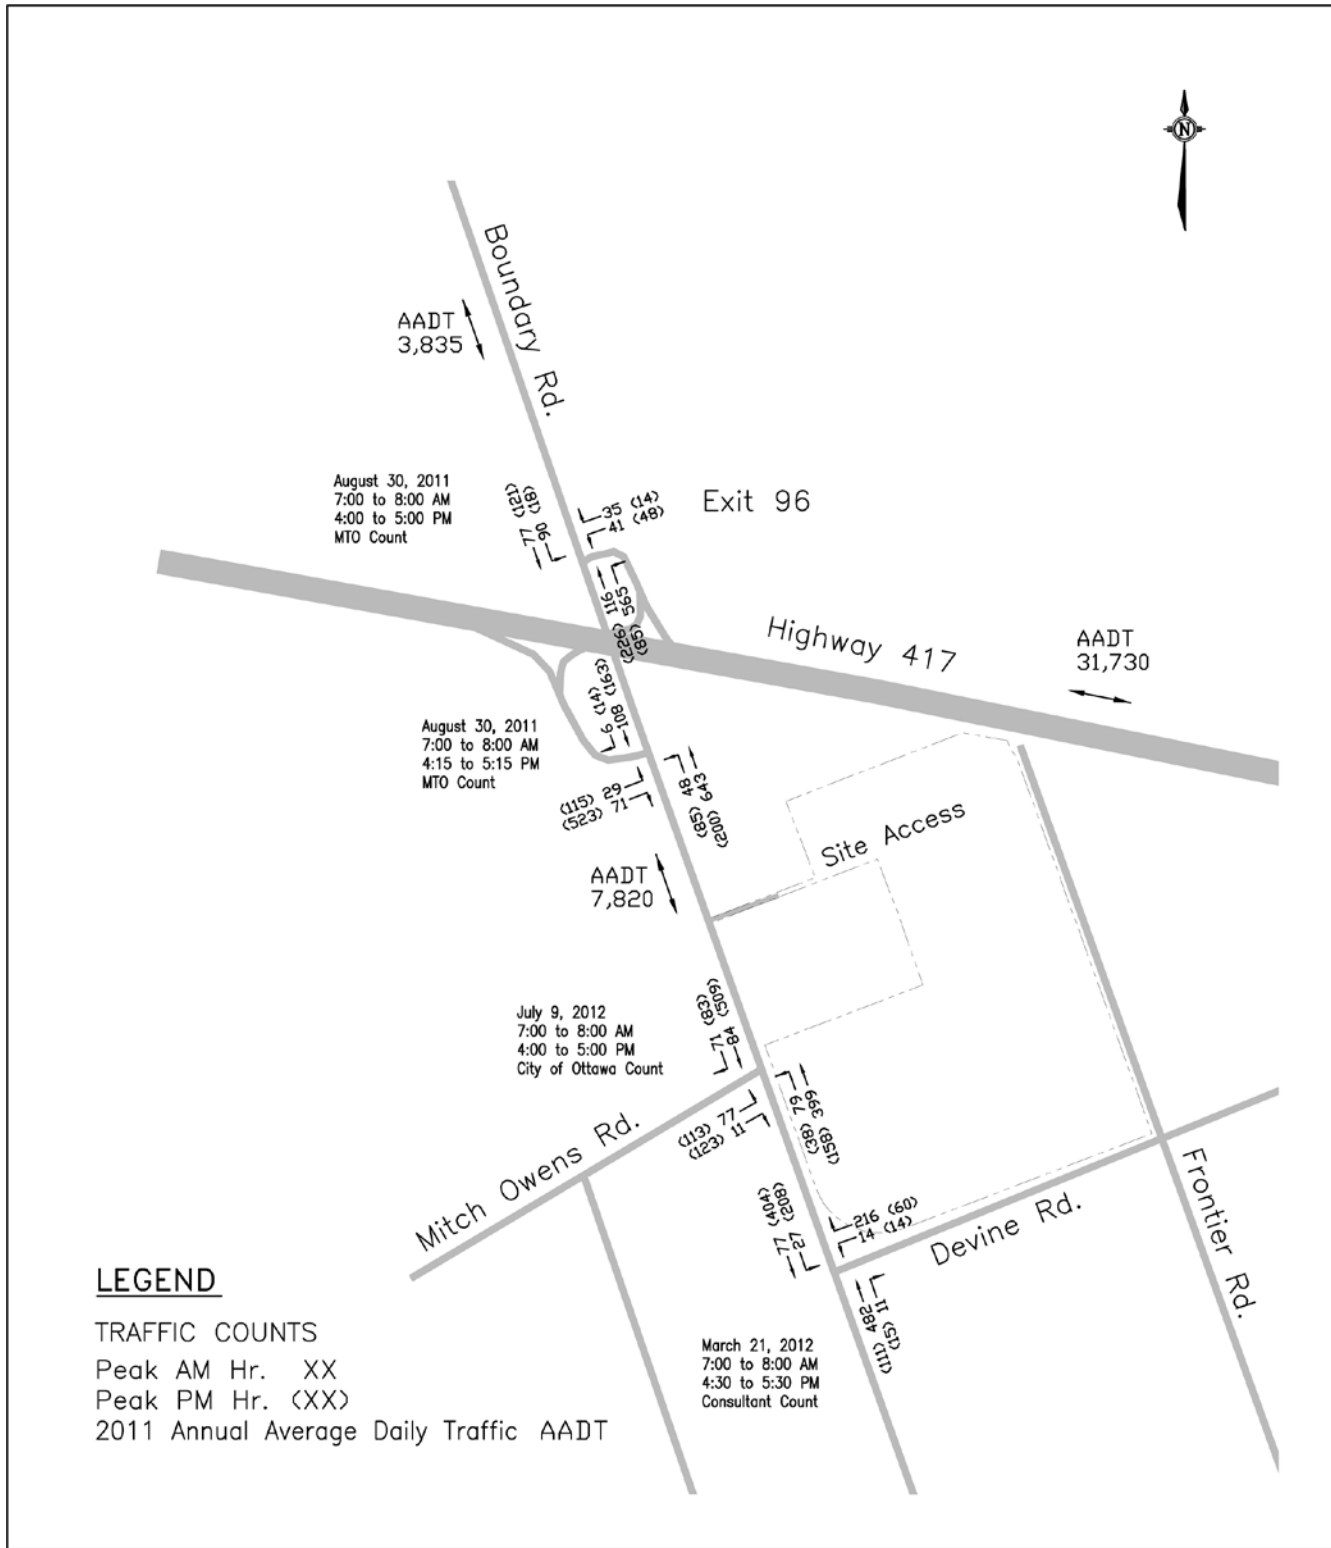 N
Boundary Rd.
AADT
3,835
August 30, 2011
7:00 to 8:00 AM
4:00 to 5:00 PM
MTO Count
77 (121)
90 (18)
35 (14)
41 (48)
Exit 96
(226) 116
(85) 565
Highway 417
AADT
31,730
6 (14)
108 (163)
August 30, 2011
7:00 to 8:00 AM
4:15 to 5:15 PM
MTO Count
(115) 29
(523) 71
(85) 48
(200) 643
Site Access
AADT
7,820
July 9, 2012
7:00 to 8:00 AM
4:00 to 5:00 PM
City of Ottawa Count
71 (83)
84 (509)
(113) 77
(123) 11
(38) 79
(158) 399
Mitch Owens Rd.
77 (404)
27 (208)
216 (60)
14 (14)
Devine Rd.
Frontier Rd.
(111) 482
(15) 11
March 21, 2012
7:00 to 8:00 AM
4:30 to 5:30 PM
Consultant Count
LEGEND
TRAFFIC COUNTS
Peak AM Hr. XX
Peak PM Hr. (XX)
2011 Annual Average Daily Traffic AADT